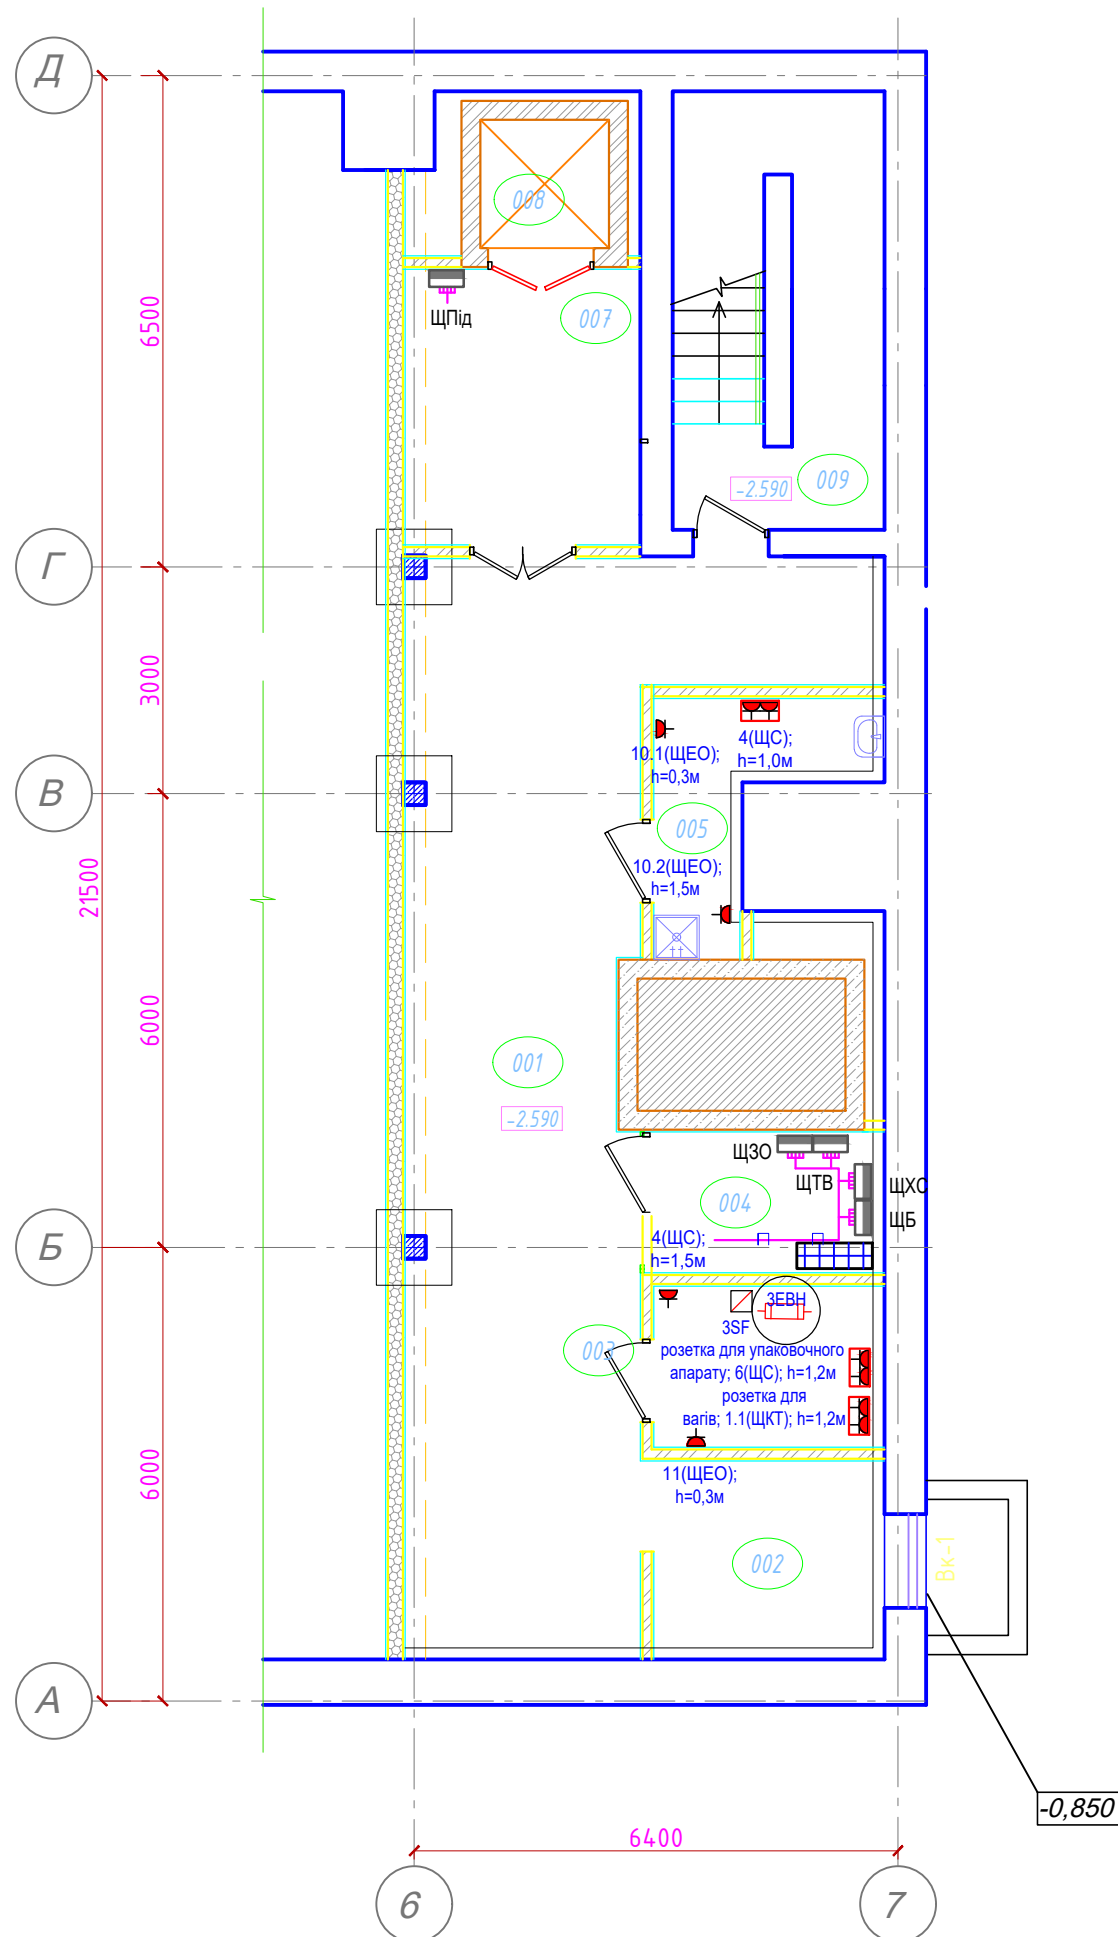 Д
008
6500
007
ЩПід
009
-2.590
Г
3000
10.1(ЩЕО);
h=0,3м
4(ЩС);
h=1,0м
В
005
21500
10.2(ЩЕО);
h=1,5м
6000
001
-2.590
ЩЗО
ЩТВ
ЩХС
004
ЩБ
Б
4(ЩС);
h=1,5м
3ЕВН
3SF
003
розетка для упаковочного
апарату; 6(ЩС); h=1,2м
розетка для
вагів; 1.1(ЩКТ); h=1,2м
6000
11(ЩЕО);
h=0,3м
002
Вк-1
А
-0,850
6400
6
7